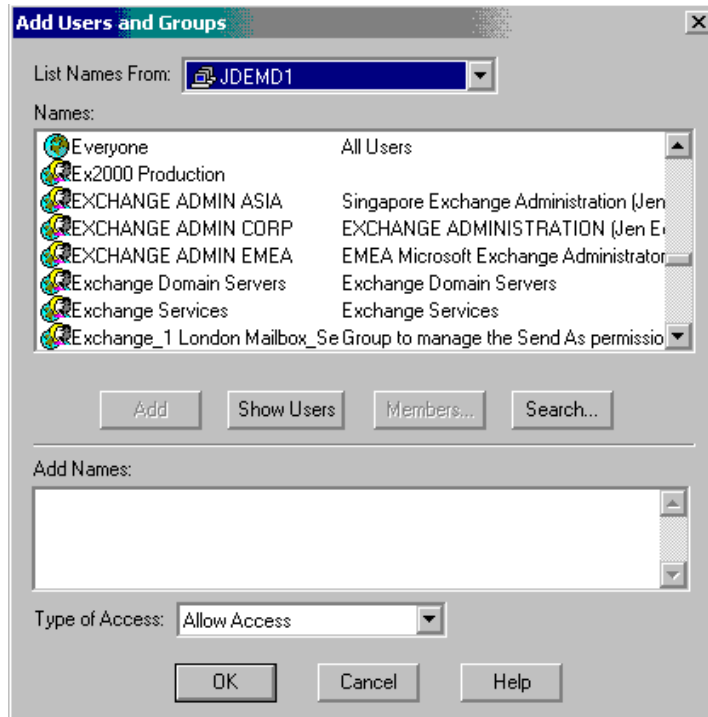 Add Users and Groups
List Names From: JDEMD1
Names:
Everyone All Users
Ex2000 Production
EXCHANGE ADMIN ASIA Singapore Exchange Administration (Jen
EXCHANGE ADMIN CORP EXCHANGE ADMINISTRATION (Jen E
EXCHANGE ADMIN EMEA EMEA Microsoft Exchange Administrator
Exchange Domain Servers Exchange Domain Servers
Exchange Services Exchange Services
Exchange_1 London Mailbox_Se Group to manage the Send As permissio
Add Show Users Members... Search...
Add Names:
Type of Access: Allow Access
OK Cancel Help